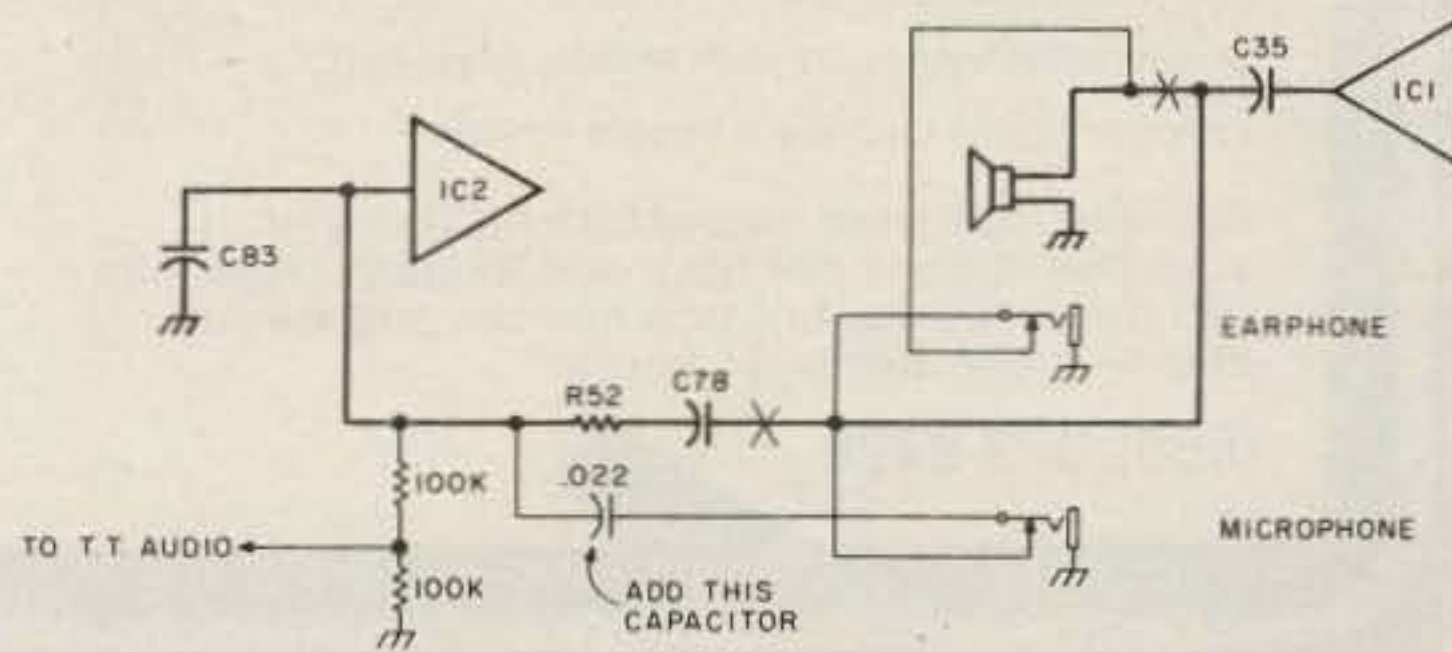 C35
IC1
IC2
C83
EARPHONE
C78
R52
100K
.022
MICROPHONE
TO T.T AUDIO
100K
ADD THIS
CAPACITOR